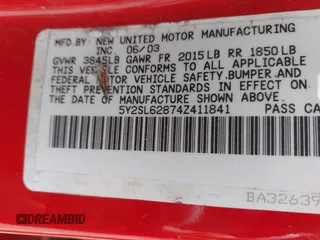 MFD BY NEW UNITED MOTOR MANUFACTURING
INC 06/03
GVWR 3845LB GAWR FR 2015LB RR 1850LB
THIS VEHICLE CONFORMS TO ALL APPLICABLE
FEDERAL MOTOR VEHICLE SAFETY,BUMPER,AND
THEFT PREVENTION STANDARDS IN EFFECT ON
THE DATE OF MANUFACTURE SHOWN ABOVE.
5Y2SL62874Z411841 PASS CA
BA32639
DREAMBID